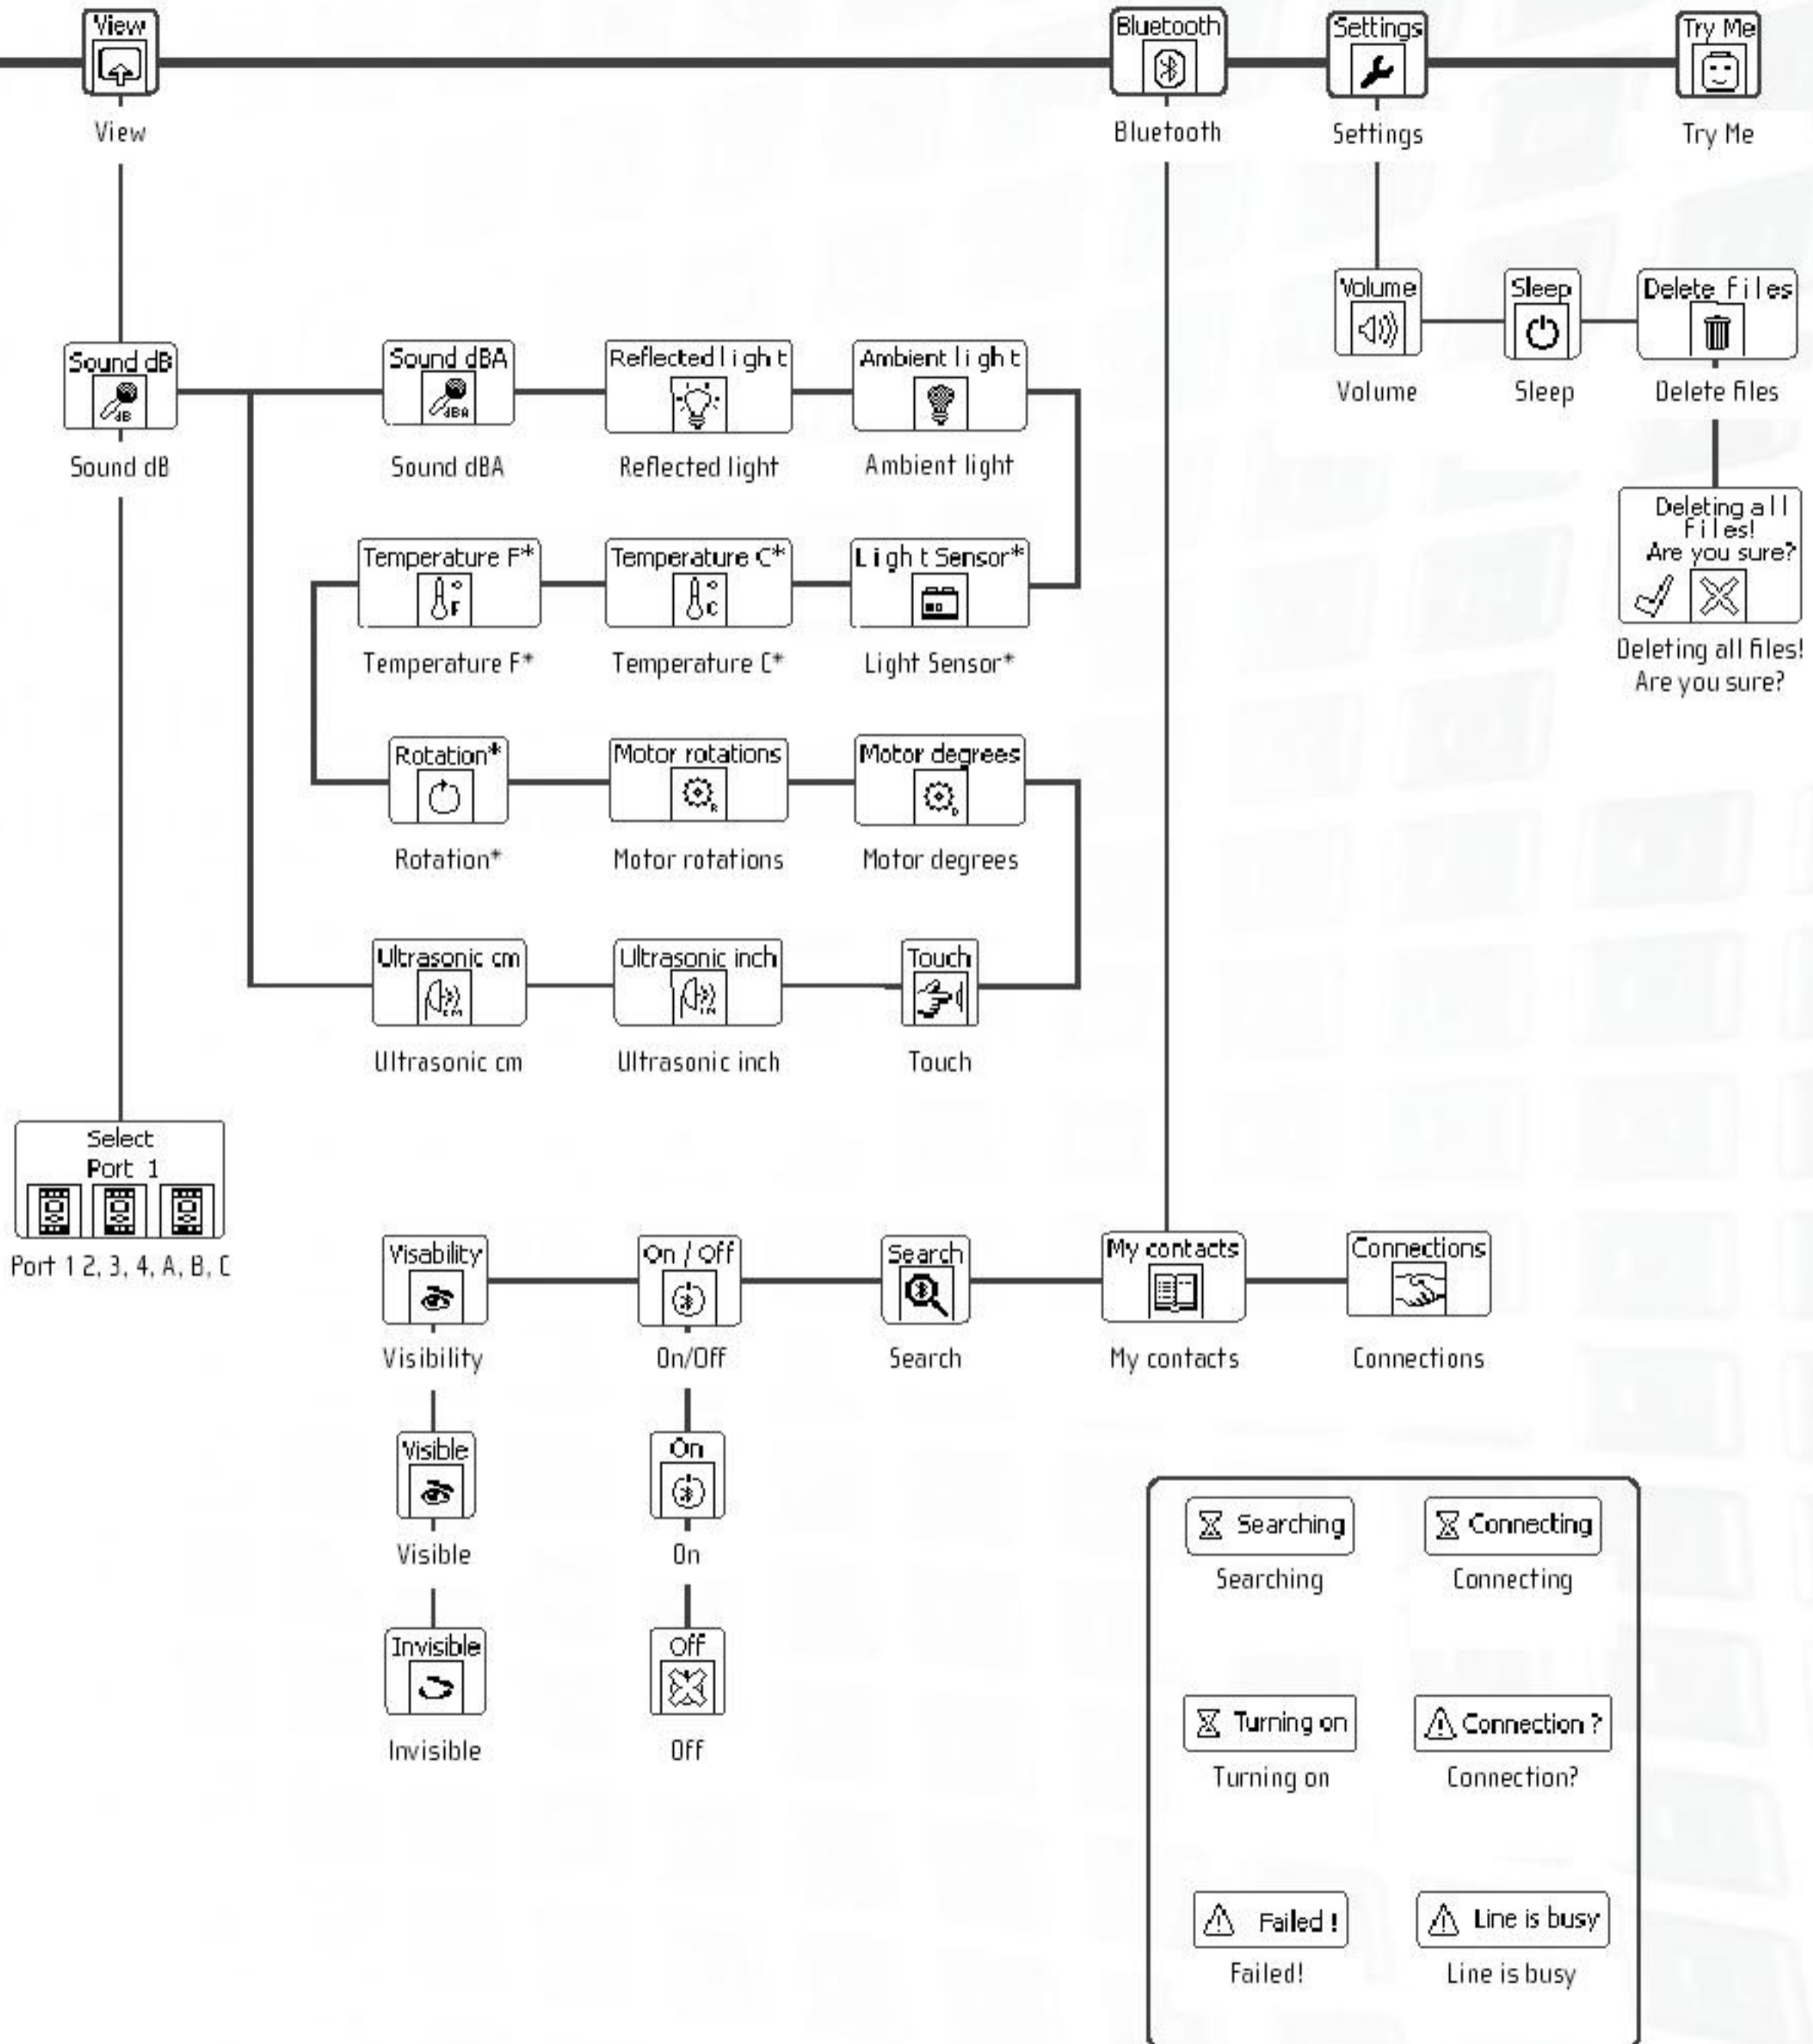 View
Bluetooth
Settings
Try Me
View
Bluetooth
Settings
Try Me
Volume
Sleep
Delete files
Volume
Sleep
Delete files
Sound dB
dB
Sound dBA
dBA
Reflected light
Ambient light
Sound dB
Sound dBA
Reflected light
Ambient light
Deleting all
files!
Are you sure?
Deleting all files!
Are you sure?
Temperature F*
°F
Temperature C*
°C
Light Sensor*
Temperature F*
Temperature C*
Light Sensor*
Rotation*
Motor rotations
R
Motor degrees
D
Rotation*
Motor rotations
Motor degrees
Ultrasonic cm
CM
Ultrasonic inch
IN
Touch
Ultrasonic cm
Ultrasonic inch
Touch
Select
Port 1
Port 1 2, 3, 4, A, B, C
Visability
On / Off
Search
My contacts
Connections
Visibility
On/Off
Search
My contacts
Connections
Visible
On
Visible
On
Invisible
Off
Invisible
Off
Searching
Connecting
Searching
Connecting
Turning on
Connection ?
Turning on
Connection?
Failed !
Line is busy
Failed!
Line is busy